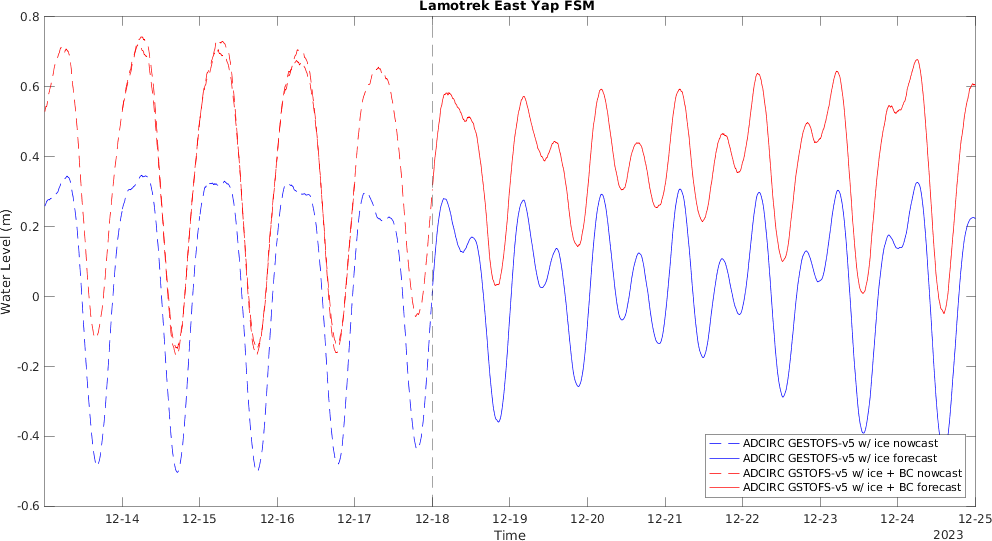 Lamotrek East Yap FSM
0.8
0.6
0.4
0.2
0
-0.2
-0.4
-0.6
Water Level (m)
12-14 12-15 12-16 12-17 12-18 12-19 12-20 12-21 12-22 12-23 12-24 12-25
Time
2023
ADCIRC GESTOFS-v5 w/ ice nowcast
ADCIRC GESTOFS-v5 w/ ice forecast
ADCIRC GSTOFS-v5 w/ ice + BC nowcast
ADCIRC GSTOFS-v5 w/ ice + BC forecast